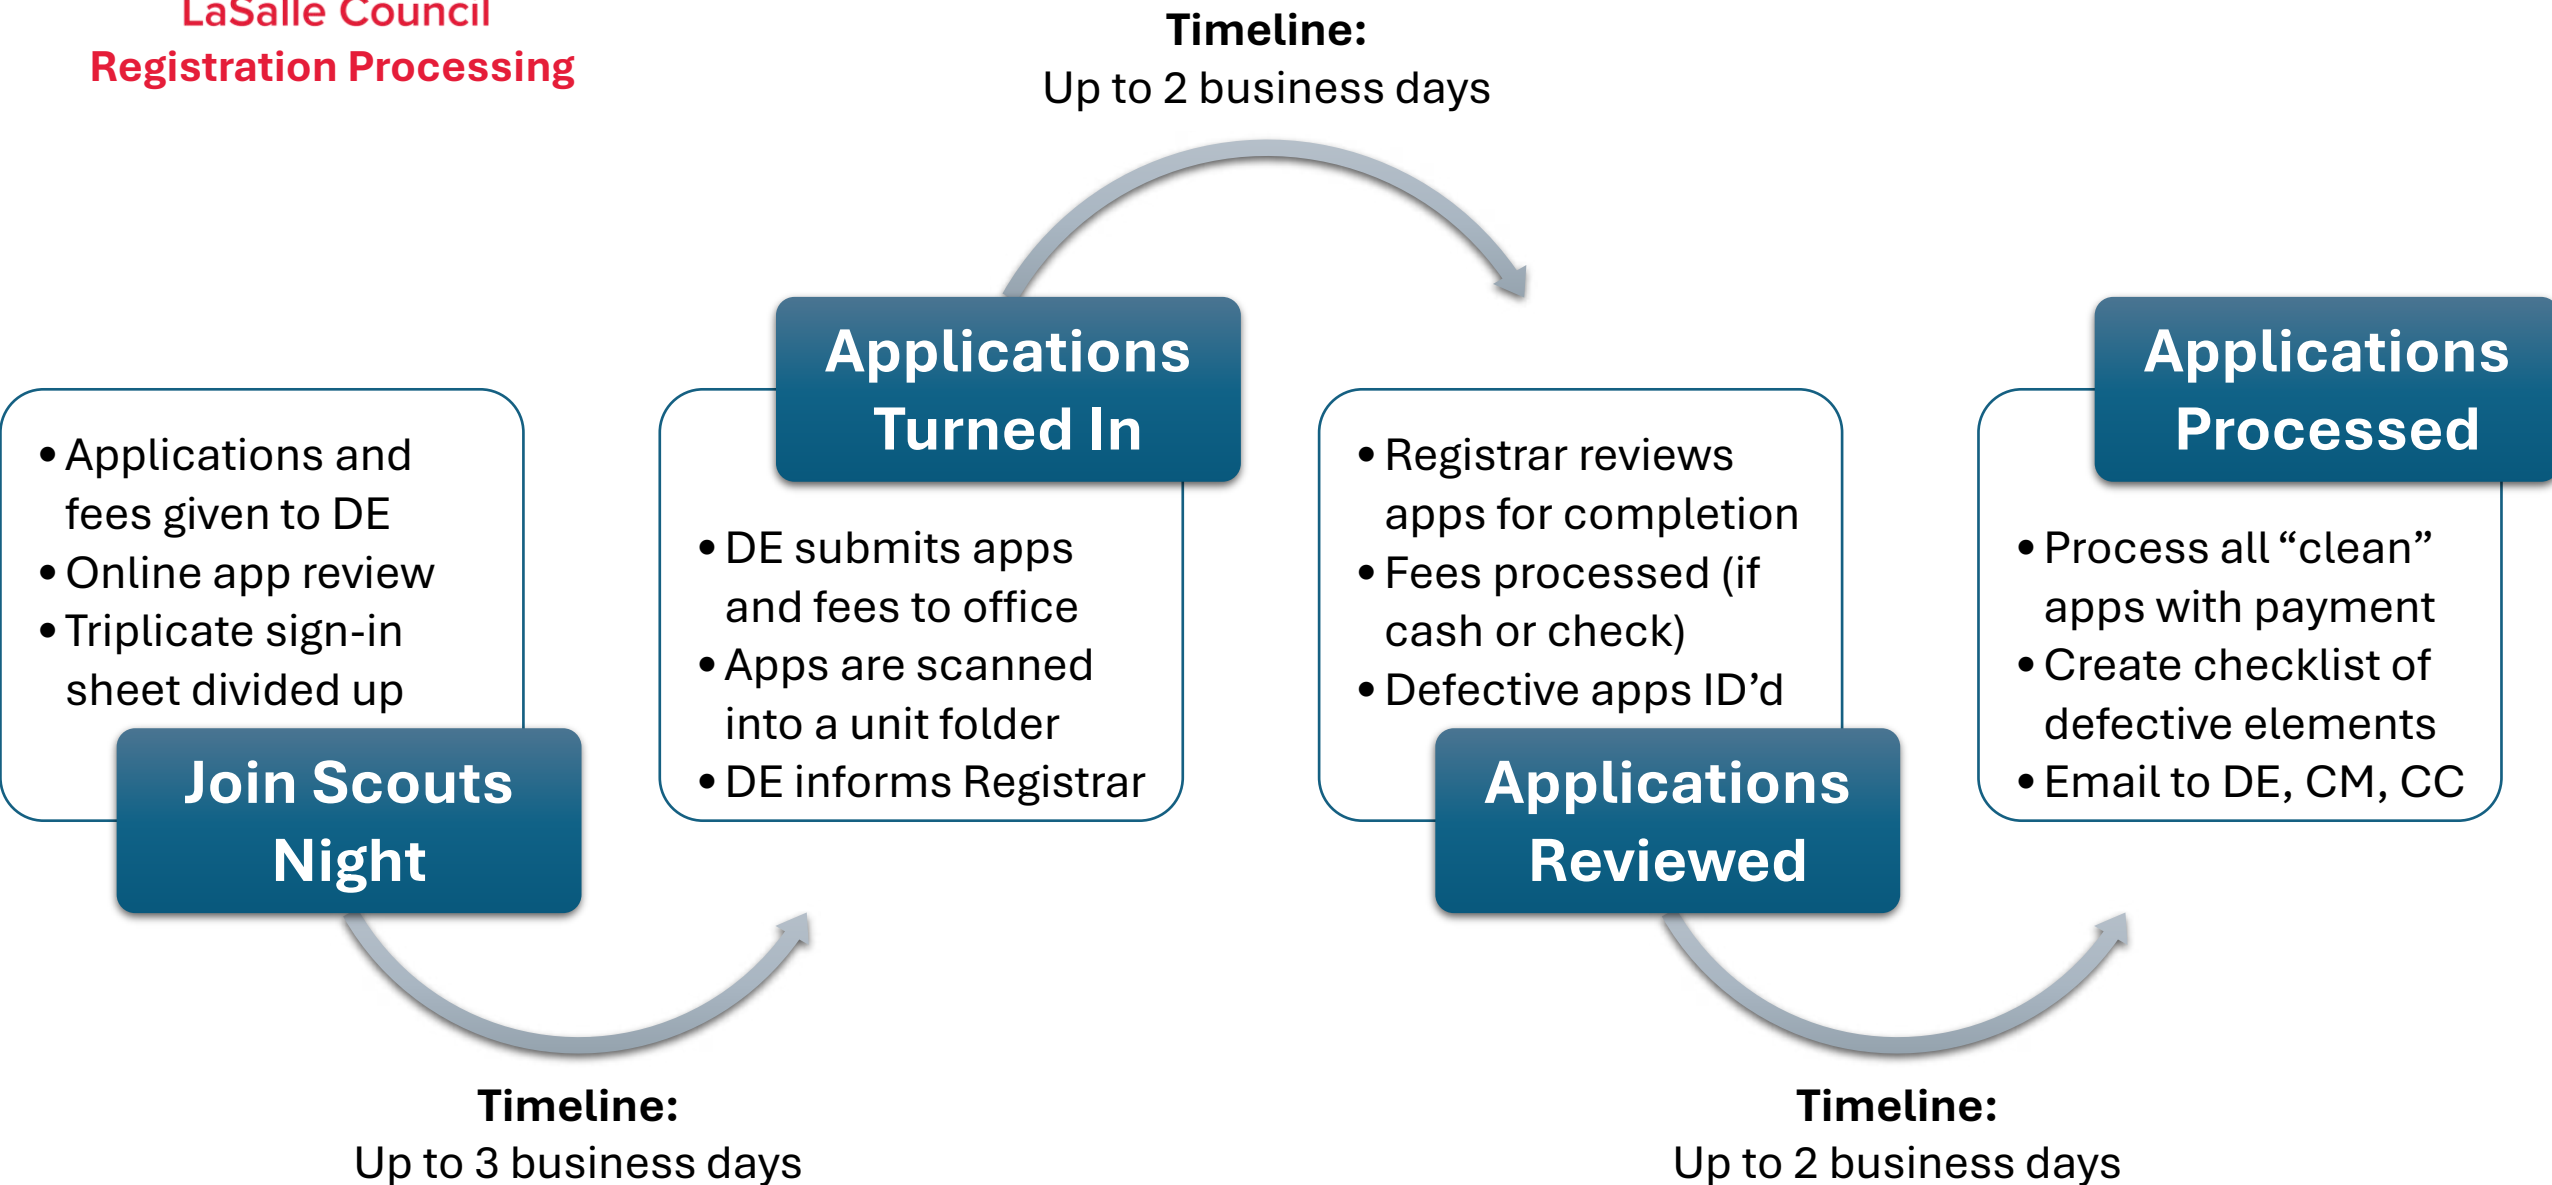 LaSalle Council
Registration Processing
Timeline:
Up to 2 business days
• Applications and
fees given to DE
• Online app review
• Triplicate sign-in
sheet divided up
Join Scouts
Night
Timeline:
Up to 3 business days
Applications
Turned In
• DE submits apps
and fees to office
• Apps are scanned
into a unit folder
• DE informs Registrar
• Registrar reviews
apps for completion
• Fees processed (if
cash or check)
• Defective apps ID’d
Applications
Reviewed
Timeline:
Up to 2 business days
Applications
Processed
• Process all “clean”
apps with payment
• Create checklist of
defective elements
• Email to DE, CM, CC